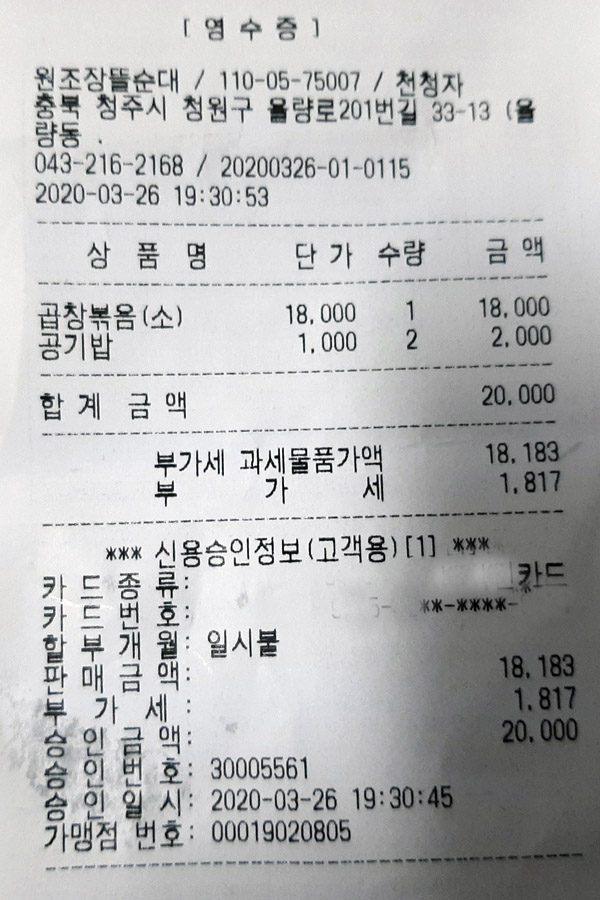 [ 영 수 증 ]
원조장뜰순대 / 110-05-75007 / 천청자
충북 청주시 청원구 율량로201번길 33-13 (율
량동 .
043-216-2168 / 20200326-01-0115
2020-03-26 19:30:53
상 품 명 단 가 수량 금 액
곱창볶음(소) 18,000 1 18,000
공기밥 1,000 2 2,000
합 계 금 액 20,000
부가세 과세물품가액 18,183
부 가 세 1,817
*** 신용승인정보(고객용)[1] ***
카 드 종 류: 카드
카 드 번 호: **-****-
할 부 개 월: 일시불
판 매 금 액: 18,183
부 가 세 : 1,817
승 인 금 액: 20,000
승 인 번 호: 30005561
승 인 일 시: 2020-03-26 19:30:45
가맹점 번호: 00019020805